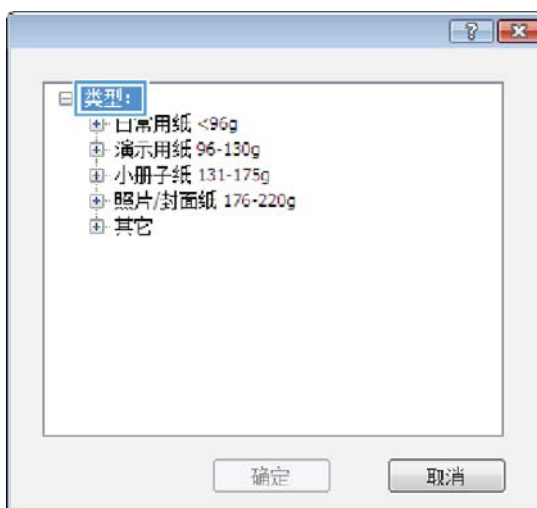 类型:
日常用纸 <96g
演示用纸 96-130g
小册子纸 131-175g
照片/封面纸 176-220g
其它
确定 取消